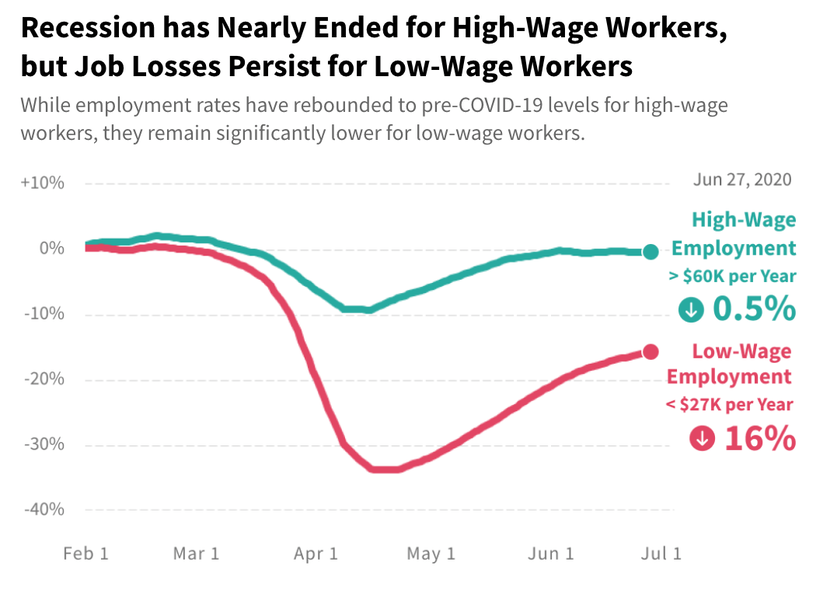 Recession has Nearly Ended for High-Wage Workers,
but Job Losses Persist for Low-Wage Workers
While employment rates have rebounded to pre-COVID-19 levels for high-wage
workers, they remain significantly lower for low-wage workers.
+10%
Jun 27, 2020
High-Wage
0%
Employment
> $60K per Year
0.5%
-10%
Low-Wage
-20%
Employment
< $27K per Year
16%
-30%
-40%
Feb 1
Mar 1
Apr 1
May 1
Jun 1
Jul 1